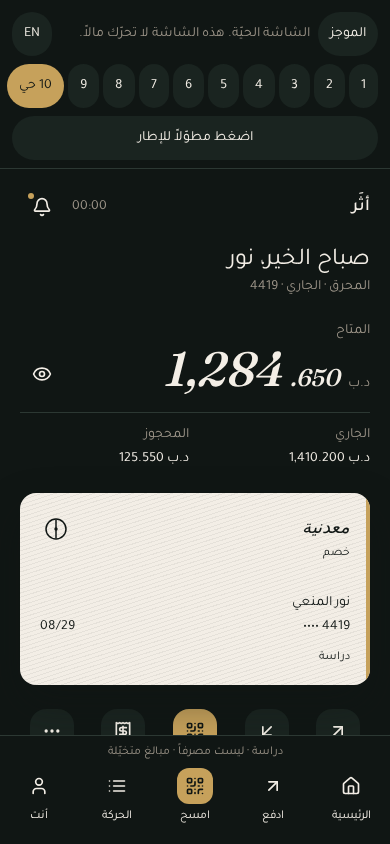 الموجز
الشاشة الحيّة. هذه الشاشة لا تحرّك مالاً.
EN
1 2 3 4 5 6 7 8 9 10 حي
اضغط مطوّلاً للإطار
أثَر
00:00
صباح الخير، نور
المحرق · الجاري · 4419
المتاح
د.ب 1,284.650
الجاري
المحجوز
د.ب 1,410.200
د.ب 125.550
معدنية
خصم
نور المنعي
•••• 4419
08/29
دراسة
دراسة · ليست مصرفاً · مبالغ متخيّلة
الرئيسية
ادفع
امسح
الحركة
أنت